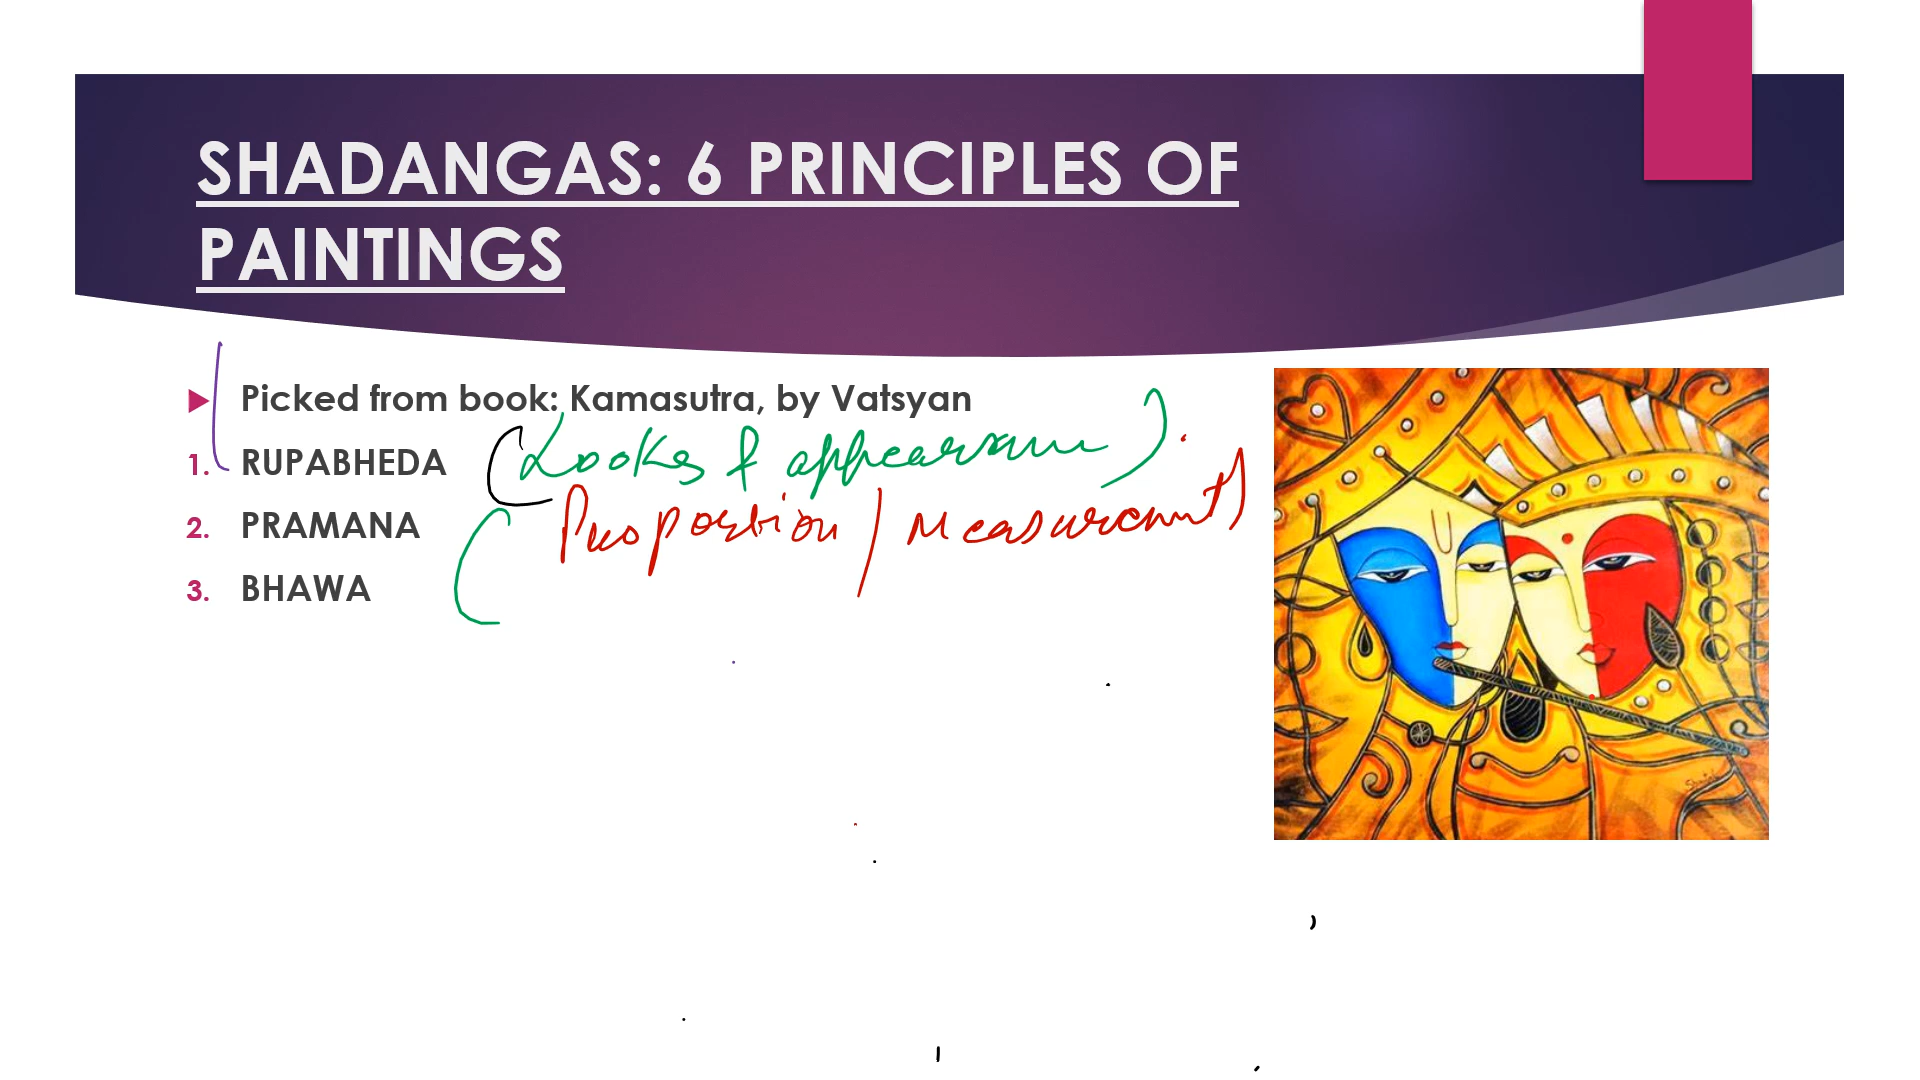 SHADANGAS: 6 PRINCIPLES OF
PAINTINGS
Picked from book: Kamasutra, by Vatsyan
1. RUPABHEDA (Looks & appearance).
2. PRAMANA (Proportion / Measurement)
3. BHAWA